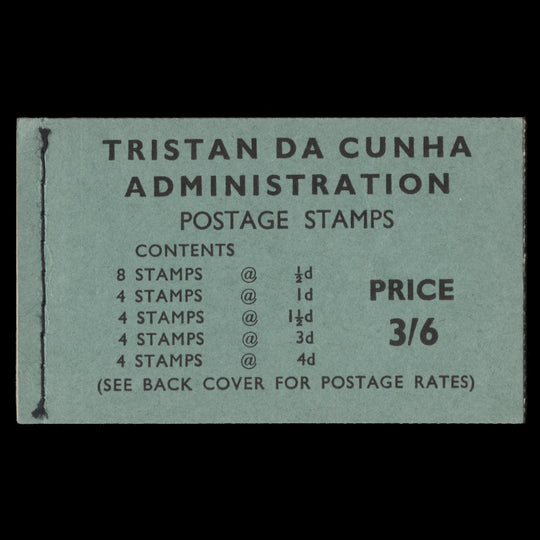 TRISTAN DA CUNHA
ADMINISTRATION
POSTAGE STAMPS
CONTENTS
8 STAMPS @ ½d
4 STAMPS @ 1d
4 STAMPS @ 1½d
4 STAMPS @ 3d
4 STAMPS @ 4d
PRICE
3/6
(SEE BACK COVER FOR POSTAGE RATES)